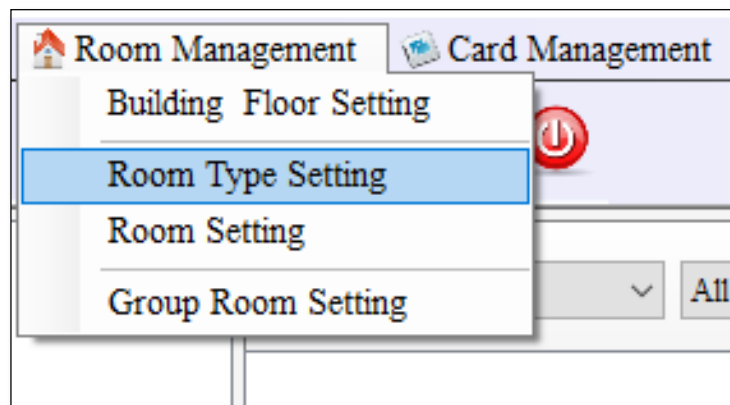 Room Management Card Management
Building  Floor Setting
Room Type Setting
Room Setting
All
Group Room Setting